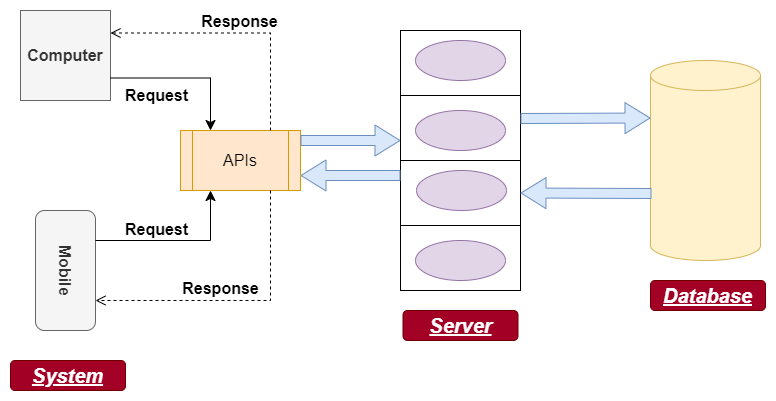 Response
Computer
Request
APIs
Request
Mobile
Response
Database
Server
System